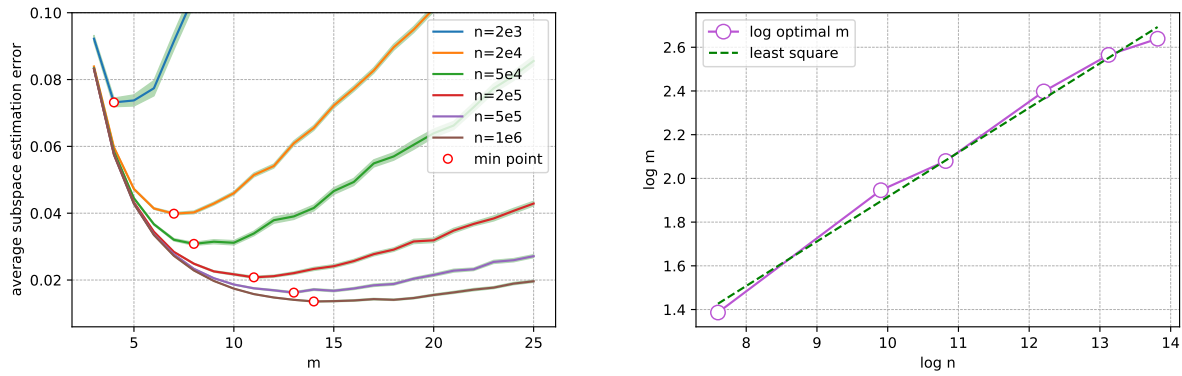 average subspace estimation error
0.10
0.08
0.06
0.04
0.02
5
10
15
20
25
m
n=2e3
n=2e4
n=5e4
n=2e5
n=5e5
n=1e6
min point
log m
2.6
2.4
2.2
2.0
1.8
1.6
1.4
8
9
10
11
12
13
14
log n
log optimal m
least square